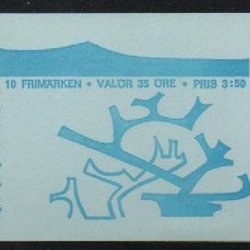 10 FRIMÄRKEN • VALÖR 35 ÖRE • PRIS 3:50